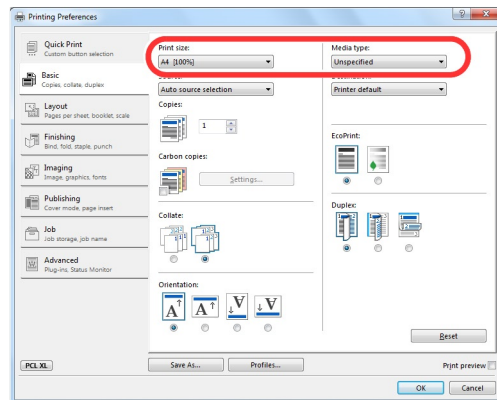 Printing Preferences
Quick Print
Custom button selection
Basic
Copies, collate, duplex
Layout
Pages per sheet, booklet, scale
Finishing
Bind, fold, staple, punch
Imaging
Image, graphics, fonts
Publishing
Cover mode, page insert
Job
Job storage, job name
Advanced
Plug-ins, Status Monitor
Print size:
A4 [100%]
Auto source selection
Copies:
1
Carbon copies:
Settings...
Collate:
Orientation:
Media type:
Unspecified
Printer default
EcoPrint:
Duplex:
Reset
PCL XL
Save As...
Profiles...
Print preview
OK
Cancel